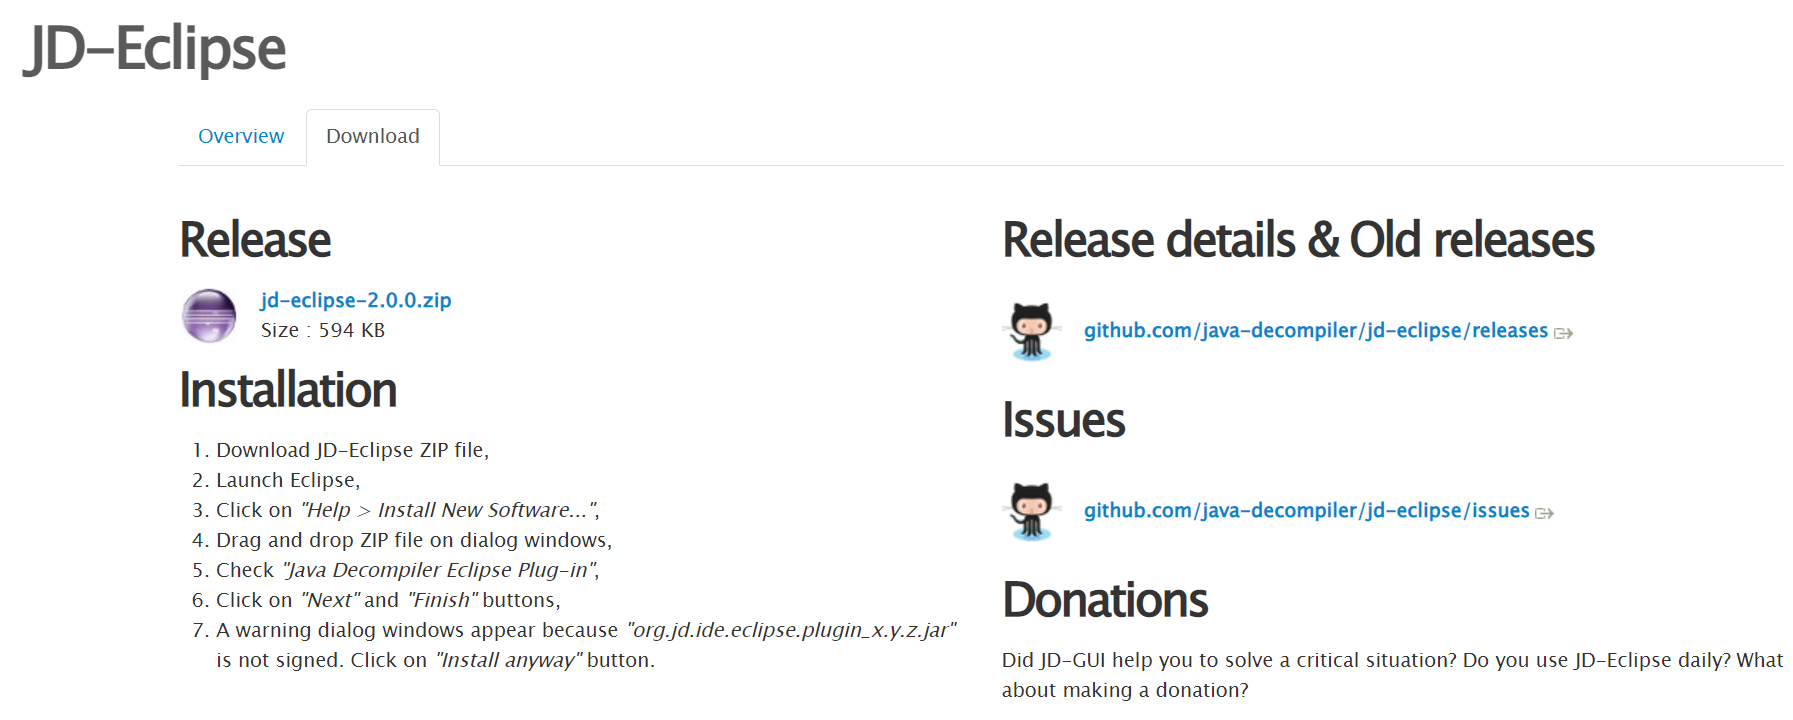 JD-Eclipse
Overview
Download
Release
jd-eclipse-2.0.0.zip
Size : 594 KB
Installation
1. Download JD-Eclipse ZIP file,
2. Launch Eclipse,
3. Click on "Help > Install New Software...",
4. Drag and drop ZIP file on dialog windows,
5. Check "Java Decompiler Eclipse Plug-in",
6. Click on "Next" and "Finish" buttons,
7. A warning dialog windows appear because "org.jd.ide.eclipse.plugin_x.y.z.jar"
is not signed. Click on "Install anyway" button.
Release details & Old releases
github.com/java-decompiler/jd-eclipse/releases
Issues
github.com/java-decompiler/jd-eclipse/issues
Donations
Did JD-GUI help you to solve a critical situation? Do you use JD-Eclipse daily? What
about making a donation?